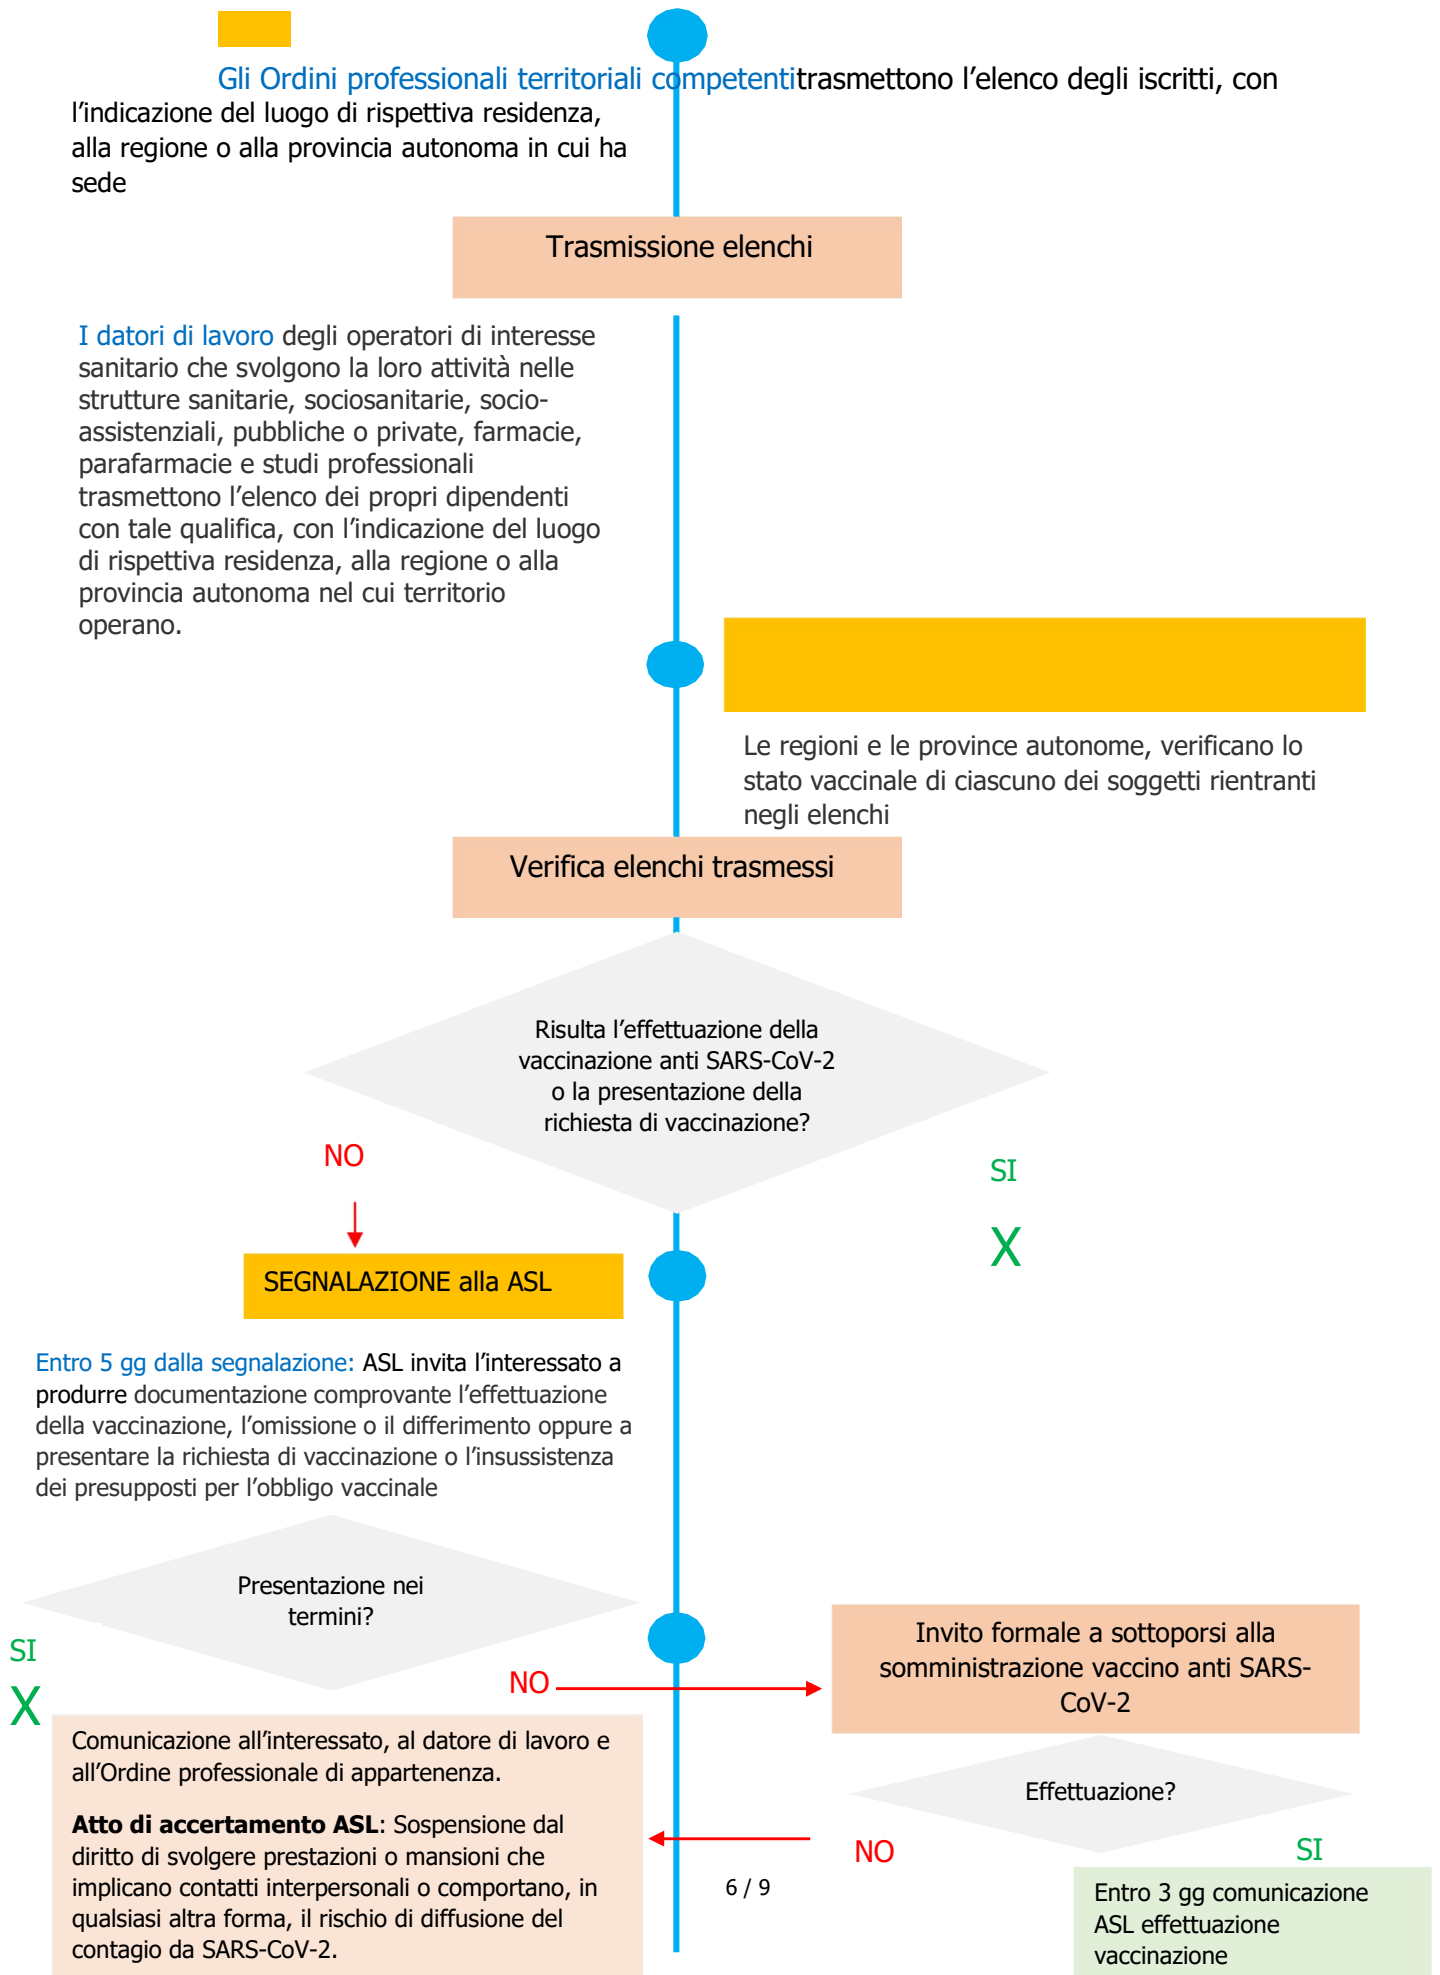 Gli Ordini professionali territoriali competentitrasmettono l’elenco degli iscritti, con
l’indicazione del luogo di rispettiva residenza,
alla regione o alla provincia autonoma in cui ha
sede
Trasmissione elenchi
I datori di lavoro degli operatori di interesse
sanitario che svolgono la loro attività nelle
strutture sanitarie, sociosanitarie, socio-
assistenziali, pubbliche o private, farmacie,
parafarmacie e studi professionali
trasmettono l’elenco dei propri dipendenti
con tale qualifica, con l’indicazione del luogo
di rispettiva residenza, alla regione o alla
provincia autonoma nel cui territorio
operano.
Le regioni e le province autonome, verificano lo
stato vaccinale di ciascuno dei soggetti rientranti
negli elenchi
Verifica elenchi trasmessi
Risulta l’effettuazione della
vaccinazione anti SARS-CoV-2
o la presentazione della
richiesta di vaccinazione?
NO
SI
X
SEGNALAZIONE alla ASL
Entro 5 gg dalla segnalazione: ASL invita l’interessato a
produrre documentazione comprovante l’effettuazione
della vaccinazione, l’omissione o il differimento oppure a
presentare la richiesta di vaccinazione o l’insussistenza
dei presupposti per l’obbligo vaccinale
Presentazione nei
termini?
SI
X
NO
Invito formale a sottoporsi alla
somministrazione vaccino anti SARS-
CoV-2
Comunicazione all’interessato, al datore di lavoro e
all’Ordine professionale di appartenenza.
Atto di accertamento ASL: Sospensione dal
diritto di svolgere prestazioni o mansioni che
implicano contatti interpersonali o comportano, in
qualsiasi altra forma, il rischio di diffusione del
contagio da SARS-CoV-2.
Effettuazione?
NO
SI
Entro 3 gg comunicazione
ASL effettuazione
vaccinazione
6 / 9